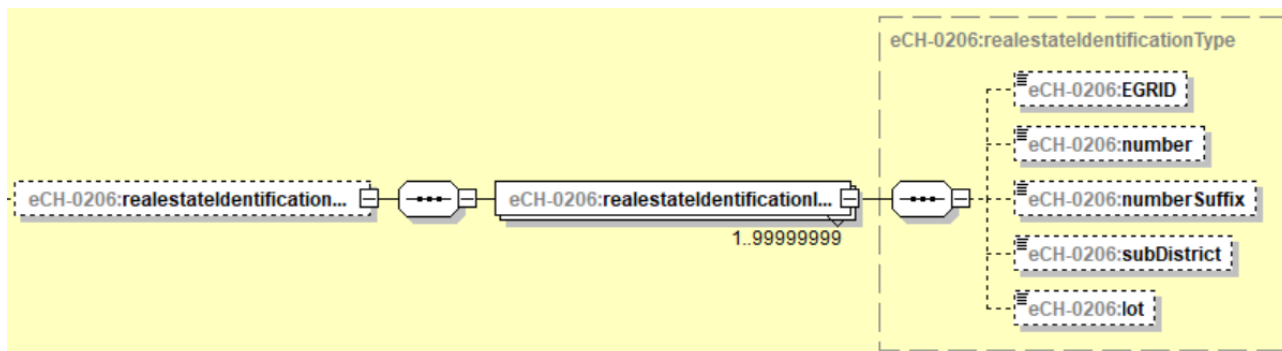 eCH-0206:realestateIdentificationType
eCH-0206:EGRID
eCH-0206:number
eCH-0206:realestateIdentification...
eCH-0206:realestateIdentificationI...
eCH-0206:numberSuffix
1..99999999
eCH-0206:subDistrict
eCH-0206:lot